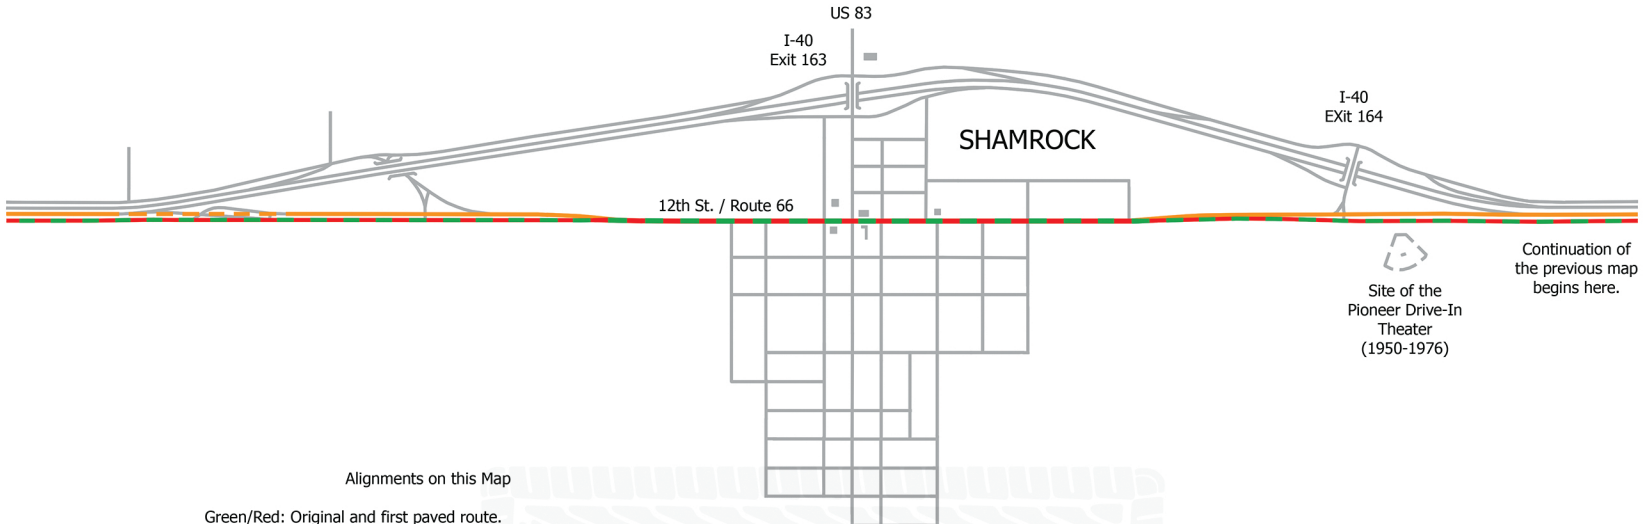 US 83
I-40
Exit 163
I-40
EXit 164
SHAMROCK
12th St. / Route 66
Continuation of
the previous map
begins here.
Site of the
Pioneer Drive-In
Theater
(1950-1976)
Alignments on this Map
Green/Red: Original and first paved route.